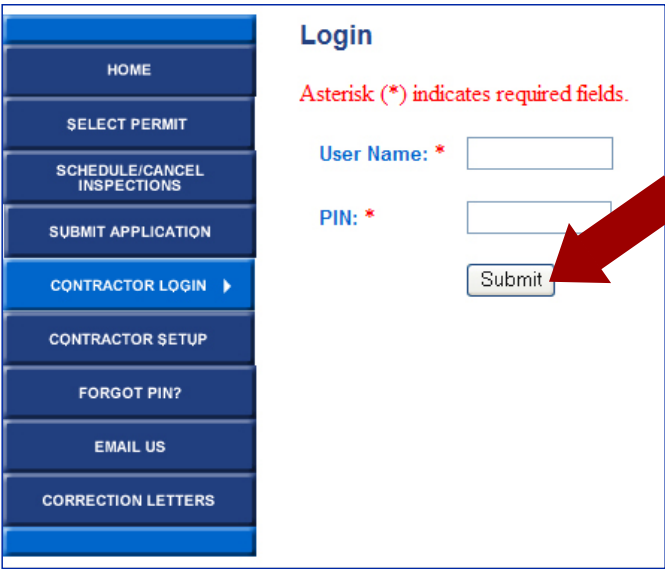 HOME
SELECT PERMIT
SCHEDULE/CANCEL
INSPECTIONS
SUBMIT APPLICATION
CONTRACTOR LOGIN
CONTRACTOR SETUP
FORGOT PIN?
EMAIL US
CORRECTION LETTERS
Login
Asterisk (*) indicates required fields.
User Name: *
PIN: *
Submit